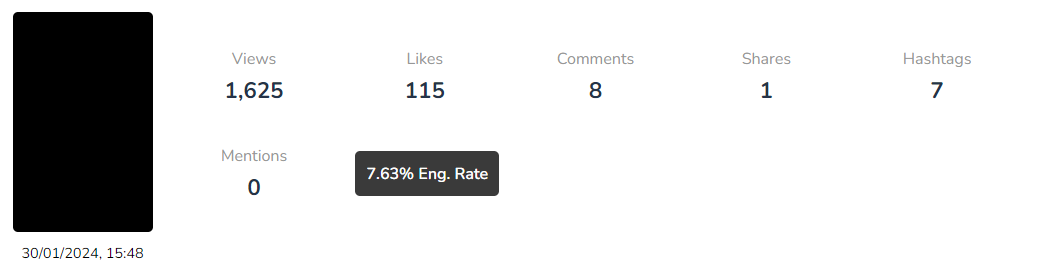 Views
1,625
Likes
115
Comments
8
Shares
1
Hashtags
7
Mentions
0
7.63% Eng. Rate
30/01/2024, 15:48